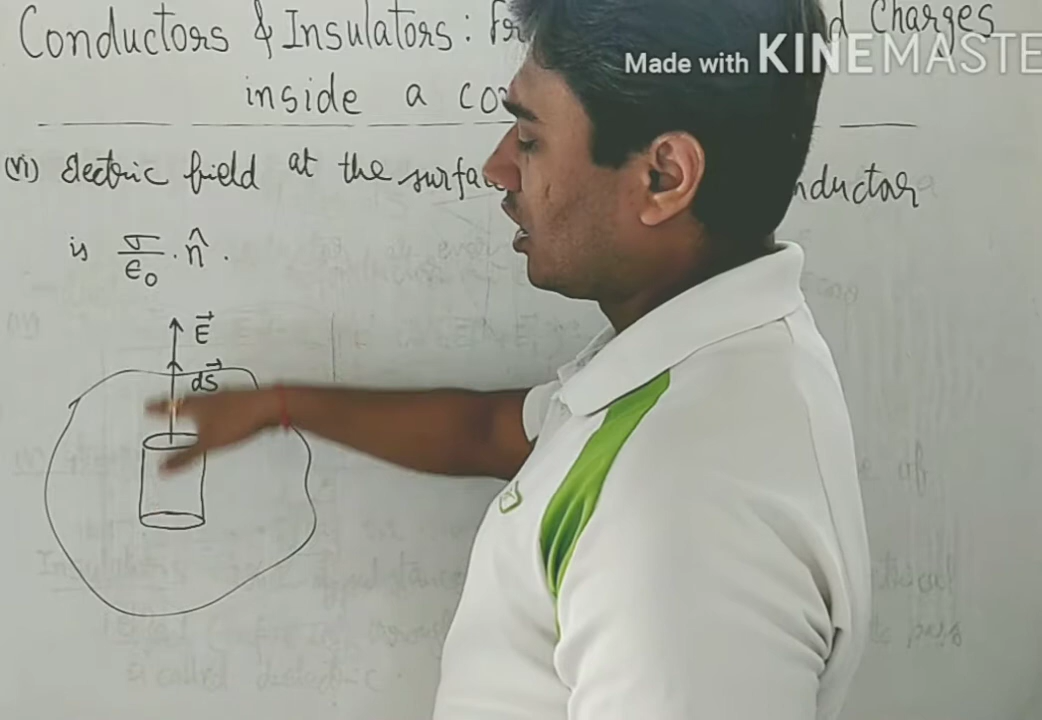 Conductors & Insulators: Fr d Charges
Made with KINEMASTE
inside a co
(vi) electric field at the surfa nductor
is σ/ϵ₀ . n̂ .
E⃗
dS⃗